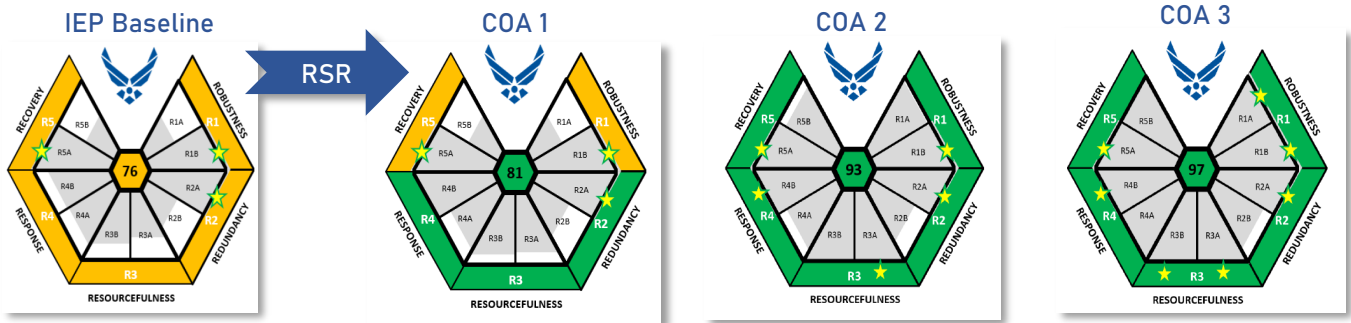 IEP Baseline
RSR
COA 1
COA 2
COA 3
RECOVERY
ROBUSTNESS
R5
R5B
R5A
R1A
R1B
R1
76
R4B
R4A
R4
R2A
R2B
R2
R3B
R3A
R3
RESPONSE
REDUNDANCY
RESOURCEFULNESS
RECOVERY
ROBUSTNESS
R5
R5B
R5A
R1A
R1B
R1
81
R4B
R4A
R4
R2A
R2B
R2
R3B
R3A
R3
RESPONSE
REDUNDANCY
RESOURCEFULNESS
RECOVERY
ROBUSTNESS
R5
R5B
R5A
R1A
R1B
R1
93
R4B
R4A
R4
R2A
R2B
R2
R3B
R3A
R3
RESPONSE
REDUNDANCY
RESOURCEFULNESS
RECOVERY
ROBUSTNESS
R5
R5B
R5A
R1A
R1B
R1
97
R4B
R4A
R4
R2A
R2B
R2
R3B
R3A
R3
RESPONSE
REDUNDANCY
RESOURCEFULNESS